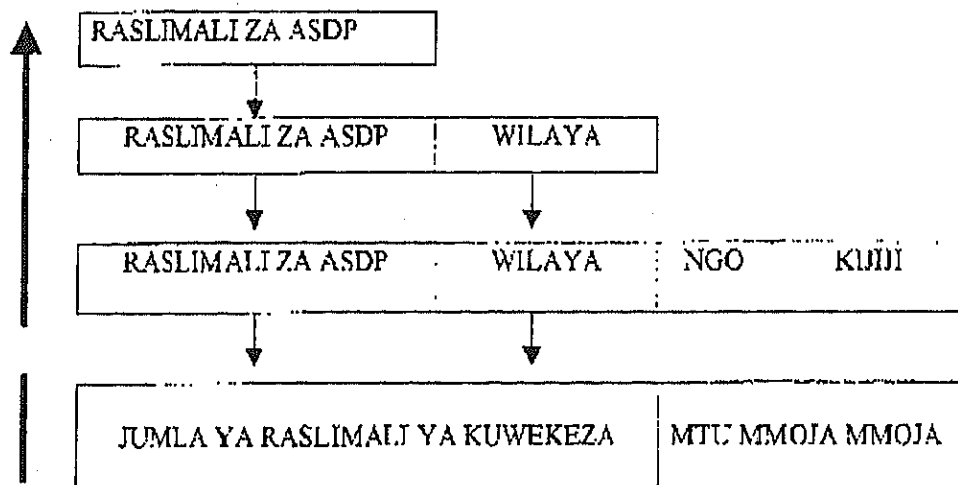 RASLIMALI ZA ASDP
RASLIMALI ZA ASDP WILAYA
RASLIMALI ZA ASDP WILAYA NGO KIJIJI
JUMLA YA RASLIMALI YA KUWEKEZA MTU MMOJA MMOJA